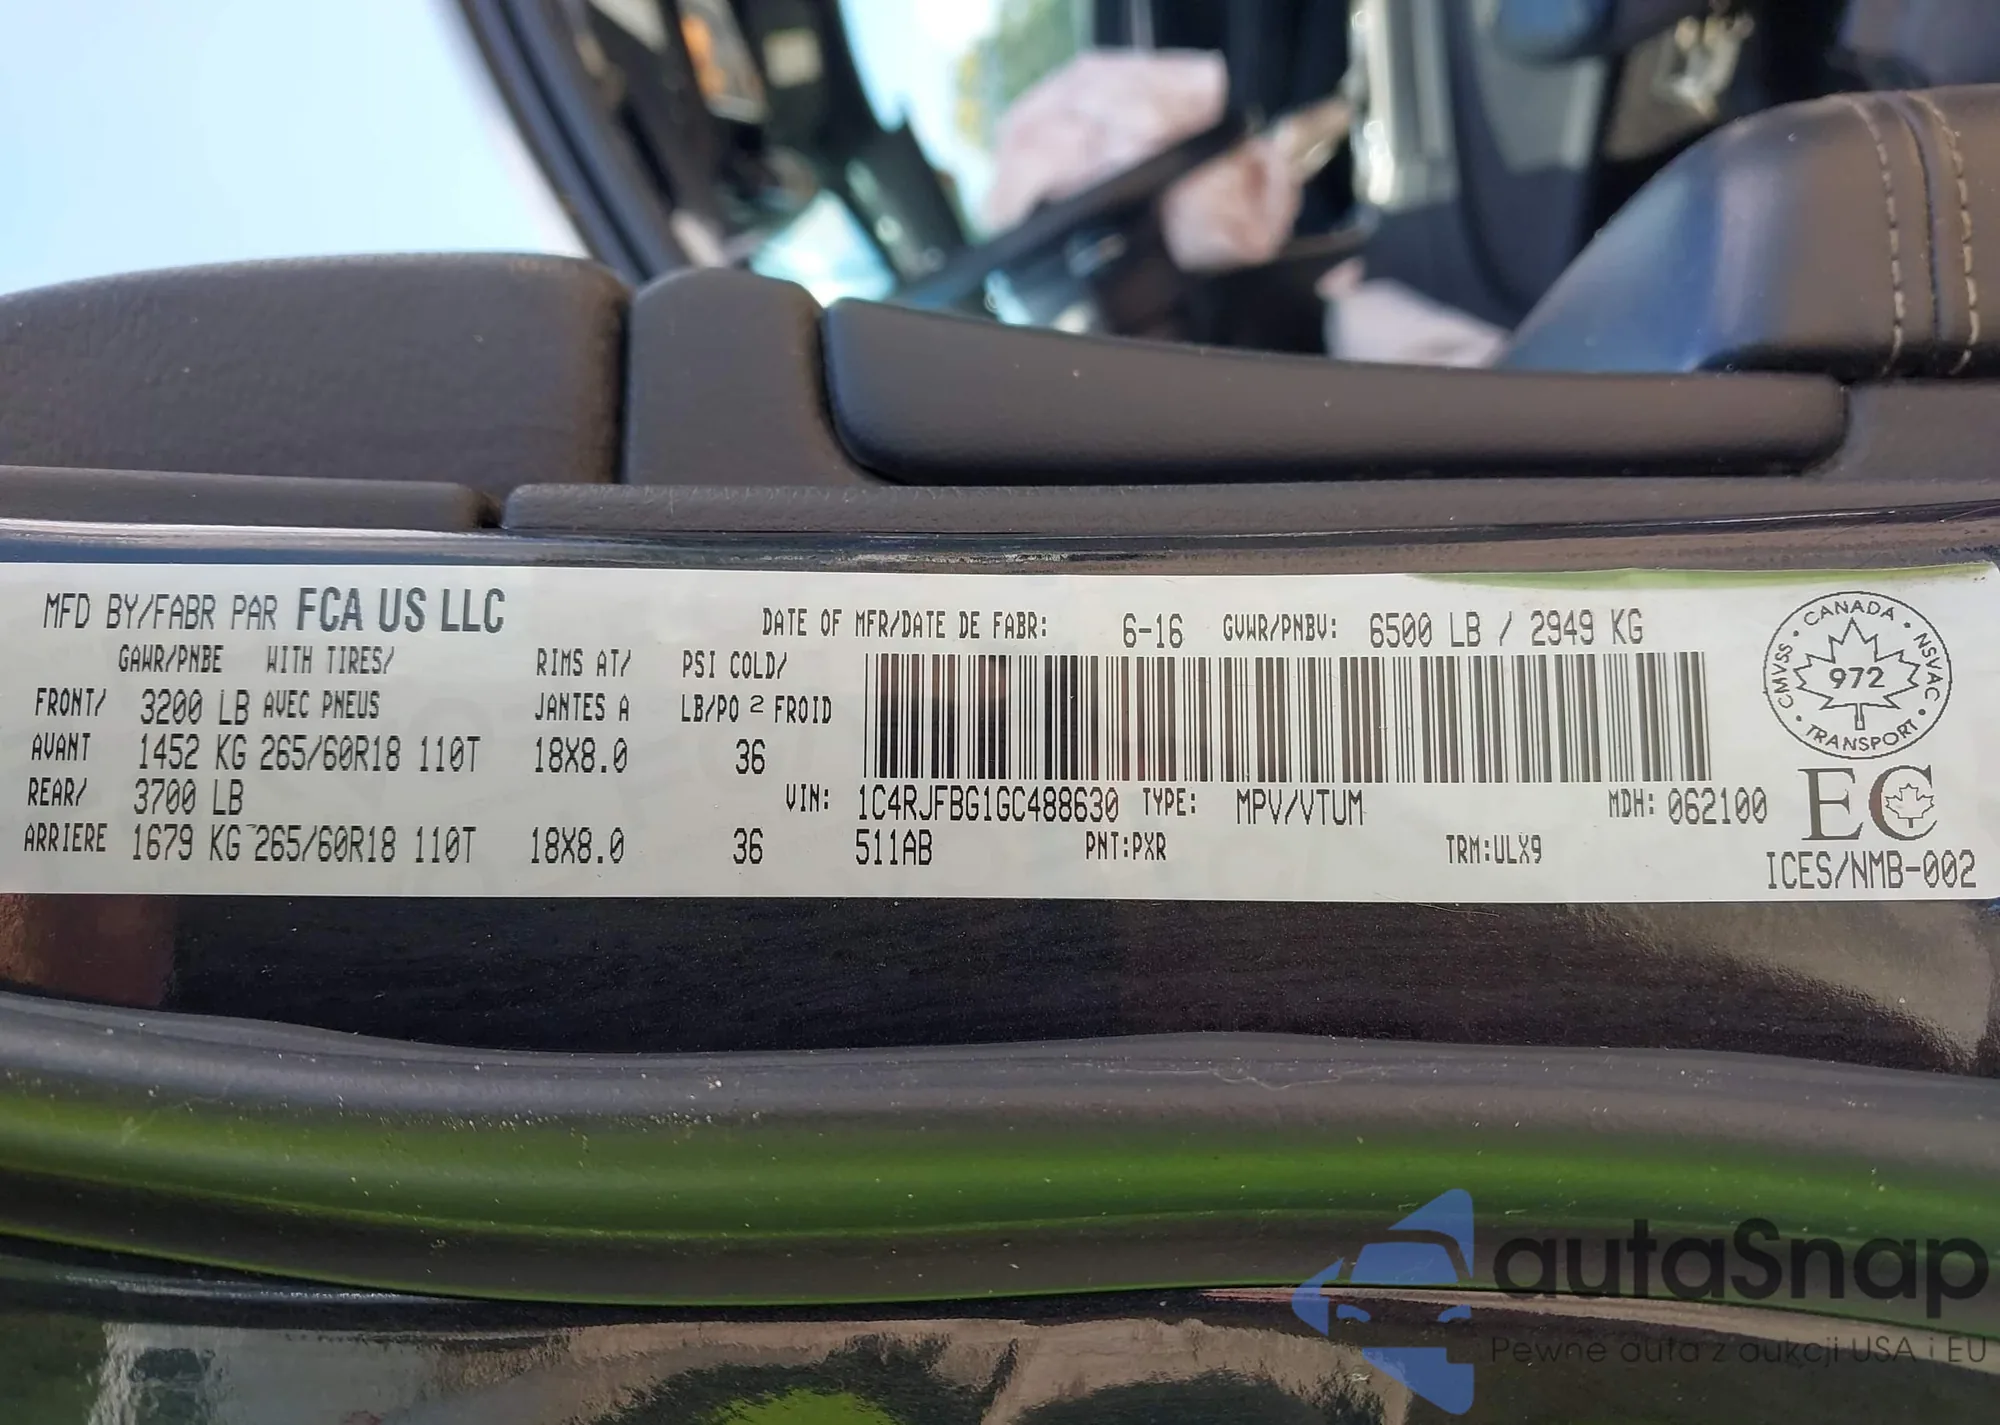 MFD BY/FABR PAR FCA US LLC DATE OF MFR/DATE DE FABR: 6-16 GVWR/PNBV: 6500 LB / 2949 KG
GAWR/PNBE WITH TIRES/ RIMS AT/ PSI COLD/
FRONT/ 3200 LB AVEC PNEUS JANTES A LB/PO 2 FROID
AVANT 1452 KG 265/60R18 110T 18X8.0 36
REAR/ 3700 LB VIN: 1C4RJFBG1GC488630 TYPE: MPV/VTUM MDH: 062100
ARRIERE 1679 KG 265/60R18 110T 18X8.0 36 511AB PNT:PXR TRM:ULX9
CANADA • NSVAC • TRANSPORT • CMVSS •
972
EC
ICES/NMB-002
autaSnap
Pewne auta z aukcji USA i EU